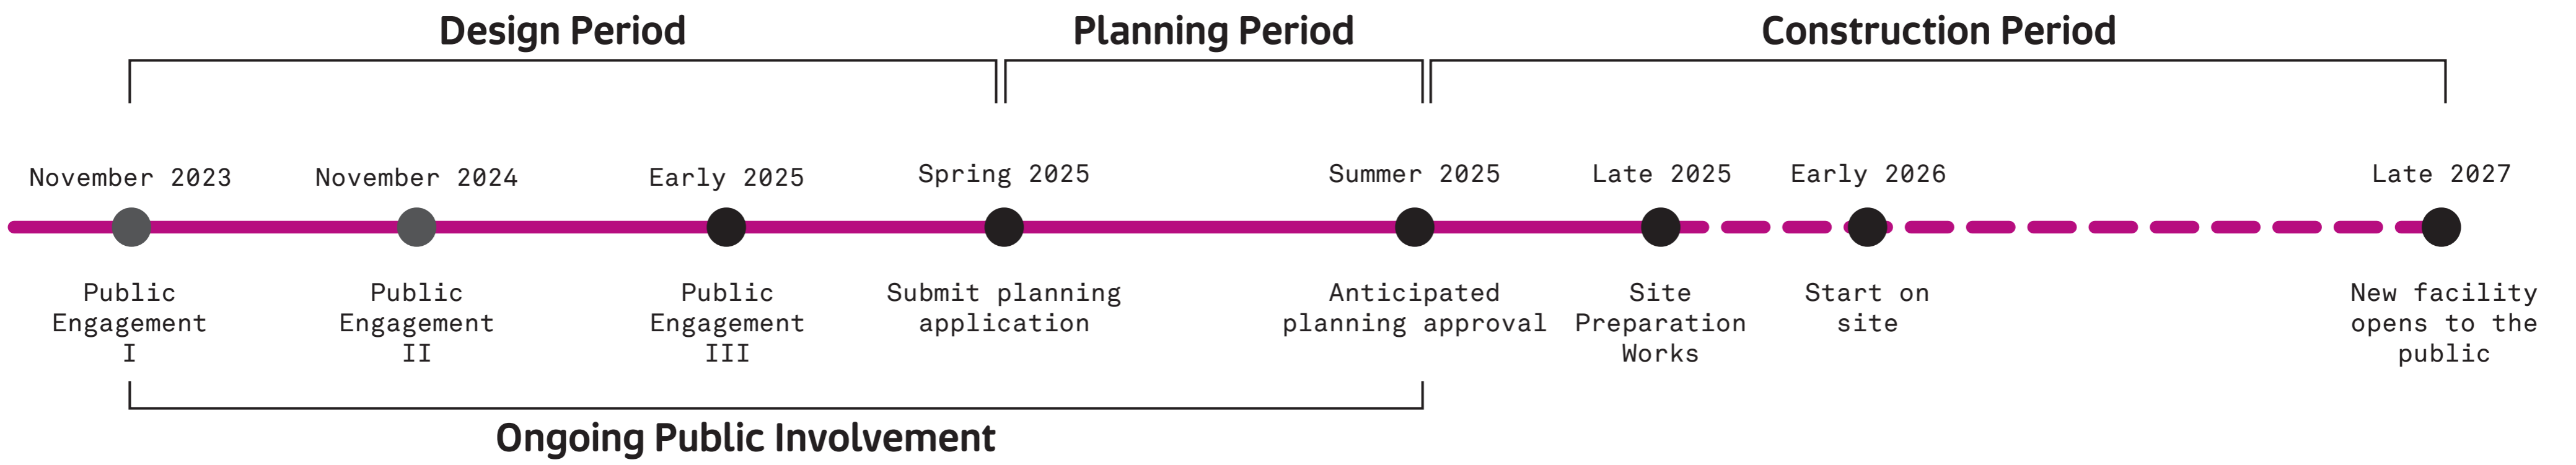 Design Period
Planning Period
Construction Period
November 2023
November 2024
Early 2025
Spring 2025
Summer 2025
Late 2025
Early 2026
Late 2027
Public
Engagement
I
Public
Engagement
II
Public
Engagement
III
Submit planning
application
Anticipated
planning approval
Site
Preparation
Works
Start on
site
New facility
opens to the
public
Ongoing Public Involvement